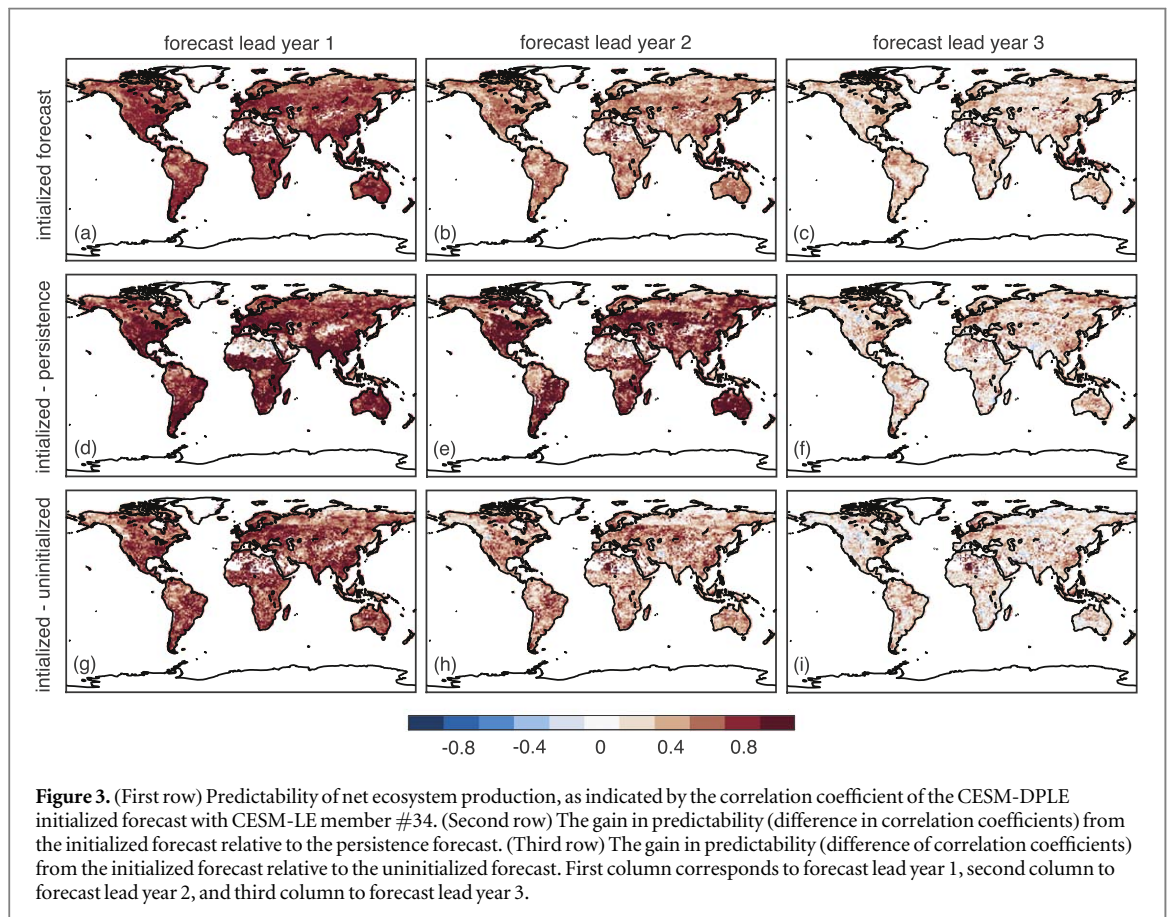 forecast lead year 1
forecast lead year 2
forecast lead year 3
intialized forecast
(a)
(b)
(c)
intialized - persistence
(d)
(e)
(f)
intialized - uninitialized
(g)
(h)
(i)
-0.8 -0.4 0 0.4 0.8
Figure 3. (First row) Predictability of net ecosystem production, as indicated by the correlation coefficient of the CESM-DPLE
initialized forecast with CESM-LE member #34. (Second row) The gain in predictability (difference in correlation coefficients) from
the initialized forecast relative to the persistence forecast. (Third row) The gain in predictability (difference of correlation coefficients)
from the initialized forecast relative to the uninitialized forecast. First column corresponds to forecast lead year 1, second column to
forecast lead year 2, and third column to forecast lead year 3.